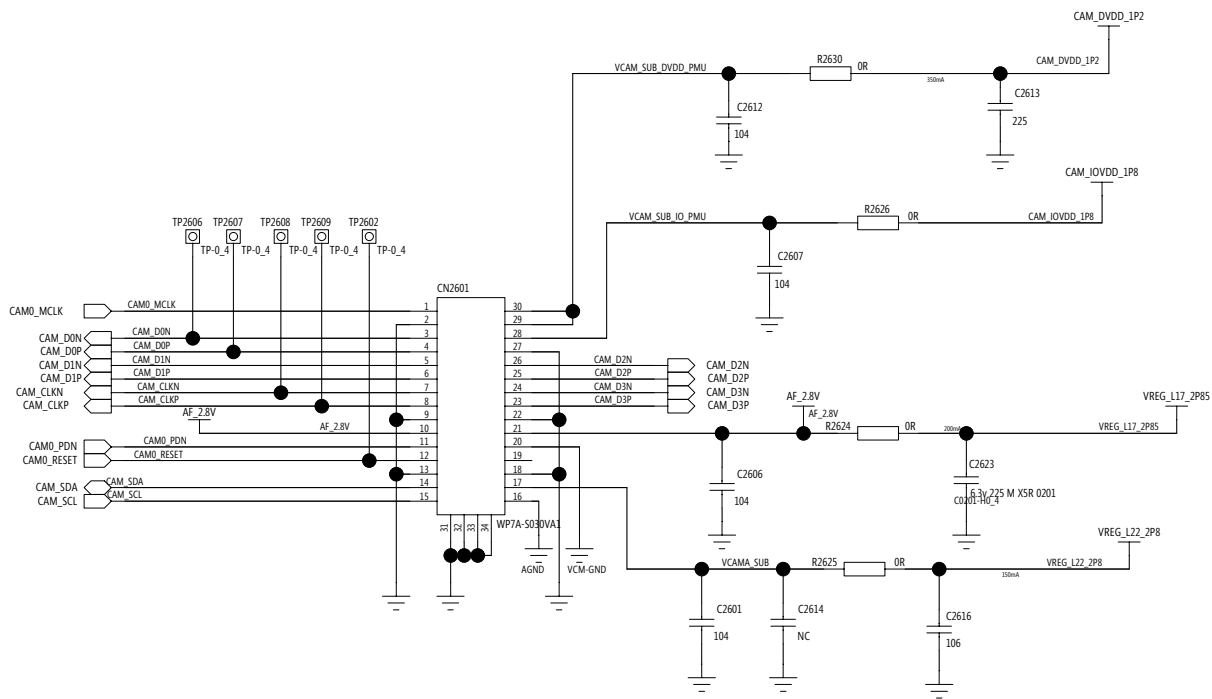 CAM_DVDD_1P2
R2630 0R
VCAM_SUB_DVDD_PMU
CAM_DVDD_1P2
350mA
C2612
104
C2613
225
CAM_IOVDD_1P8
R2626 0R
VCAM_SUB_IO_PMU
CAM_IOVDD_1P8
C2607
104
TP2606 TP2607 TP2608 TP2609 TP2602
TP-0_4 TP-0_4 TP-0_4 TP-0_4 TP-0_4
CN2601
CAM0_MCLK CAM0_MCLK 1 30
2 29
CAM_D0N CAM_D0N 3 28
CAM_D0P CAM_D0P 4 27
CAM_D1N CAM_D1N 5 26 CAM_D2N CAM_D2N
CAM_D1P CAM_D1P 6 25 CAM_D2P CAM_D2P
CAM_CLKN CAM_CLKN 7 24 CAM_D3N CAM_D3N
CAM_CLKP CAM_CLKP 8 23 CAM_D3P CAM_D3P
AF_2.8V 9 22
AF_2.8V 10 21
CAM0_PDN CAM0_PDN 11 20
CAM0_RESET CAM0_RESET 12 19
13 18
CAM_SDA CAM_SDA 14 17
CAM_SCL CAM_SCL 15 16
31 32 33 34
WP7A-S030VA1
AGND VCM-GND
AF_2.8V
AF_2.8V
R2624 0R
200mA
VREG_L17_2P85
VREG_L17_2P85
C2606
104
C2623
6.3v 225 M X5R 0201
C0201-H0_4
VREG_L22_2P8
VCAMA_SUB
R2625 0R
150mA
VREG_L22_2P8
C2601
104
C2614
NC
C2616
106